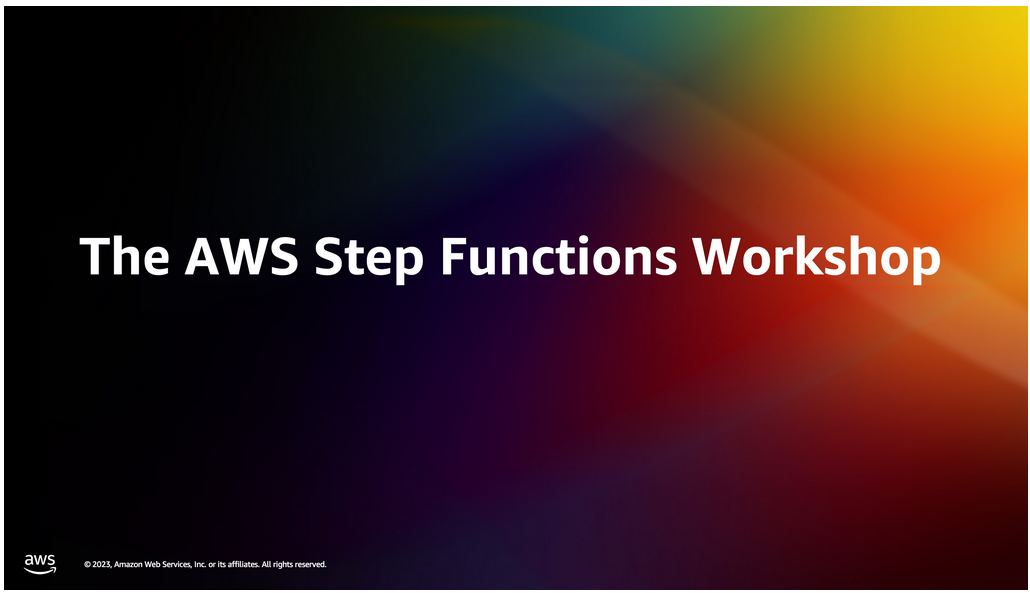 The AWS Step Functions Workshop
aws
© 2023, Amazon Web Services, Inc. or its affiliates. All rights reserved.